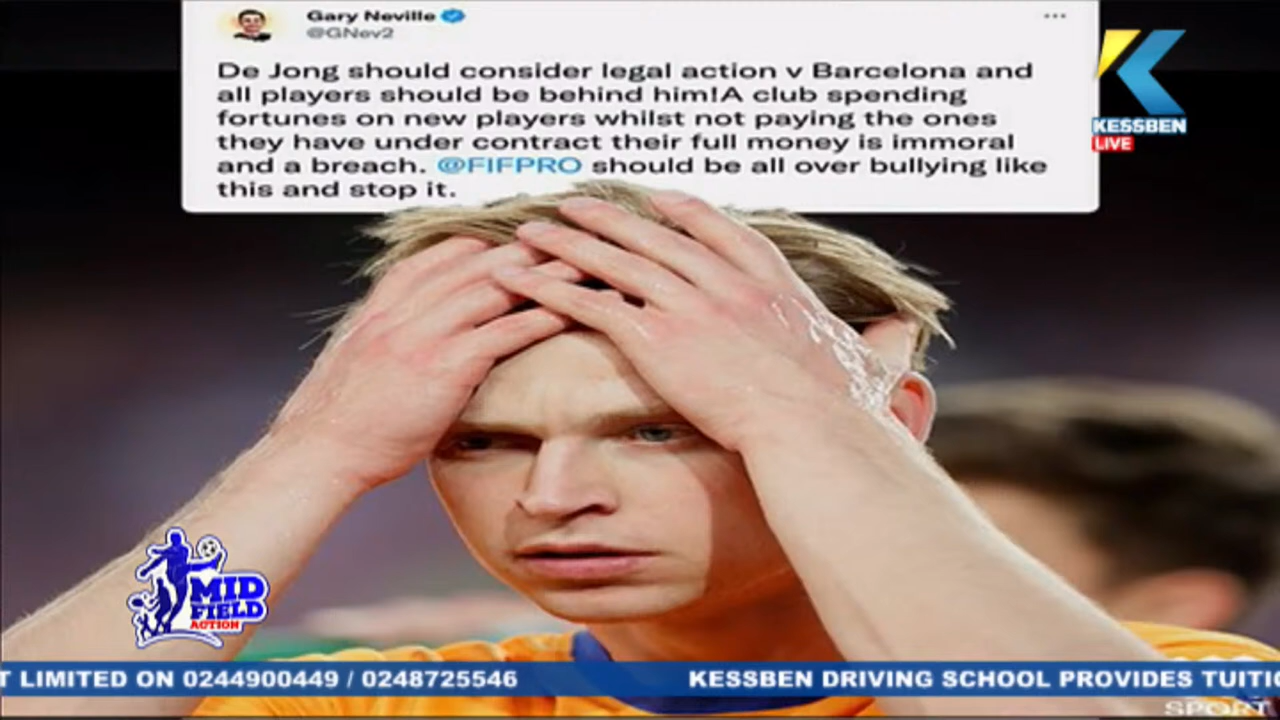 Gary Neville
@GNev2
De Jong should consider legal action v Barcelona and
all players should be behind him!A club spending
fortunes on new players whilst not paying the ones
they have under contract their full money is immoral
and a breach. @FIFPRO should be all over bullying like
this and stop it.
KESSBEN
LIVE
MID
FIELD
ACTION
T LIMITED ON 0244900449 / 0248725546 KESSBEN DRIVING SCHOOL PROVIDES TUITIO
SPORT